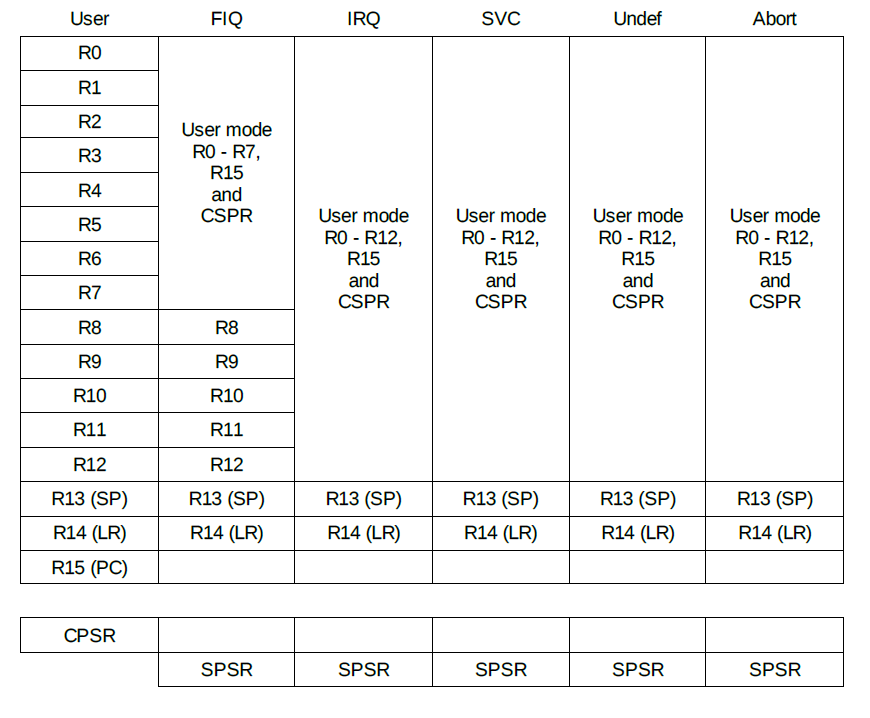 User FIQ IRQ SVC Undef Abort
R0
R1
R2
R3
R4
R5
R6
R7
User mode
R0 - R7,
R15
and
CSPR
User mode
R0 - R12,
R15
and
CSPR
User mode
R0 - R12,
R15
and
CSPR
User mode
R0 - R12,
R15
and
CSPR
User mode
R0 - R12,
R15
and
CSPR
R8 R8
R9 R9
R10 R10
R11 R11
R12 R12
R13 (SP) R13 (SP) R13 (SP) R13 (SP) R13 (SP) R13 (SP)
R14 (LR) R14 (LR) R14 (LR) R14 (LR) R14 (LR) R14 (LR)
R15 (PC)
CPSR
SPSR SPSR SPSR SPSR SPSR